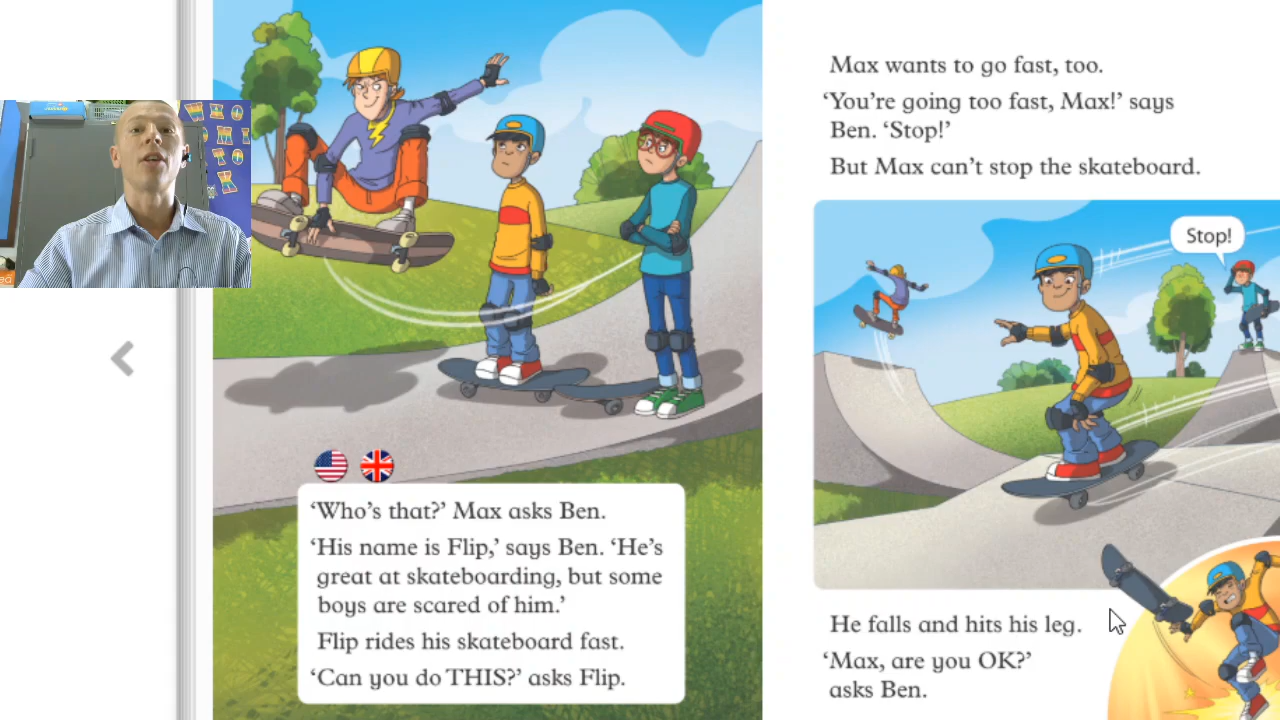 ‘Who’s that?’ Max asks Ben.
‘His name is Flip,’ says Ben. ‘He’s
great at skateboarding, but some
boys are scared of him.’
Flip rides his skateboard fast.
‘Can you do THIS?’ asks Flip.
Max wants to go fast, too.
‘You’re going too fast, Max!’ says
Ben. ‘Stop!’
But Max can’t stop the skateboard.
Stop!
He falls and hits his leg.
‘Max, are you OK?’
asks Ben.